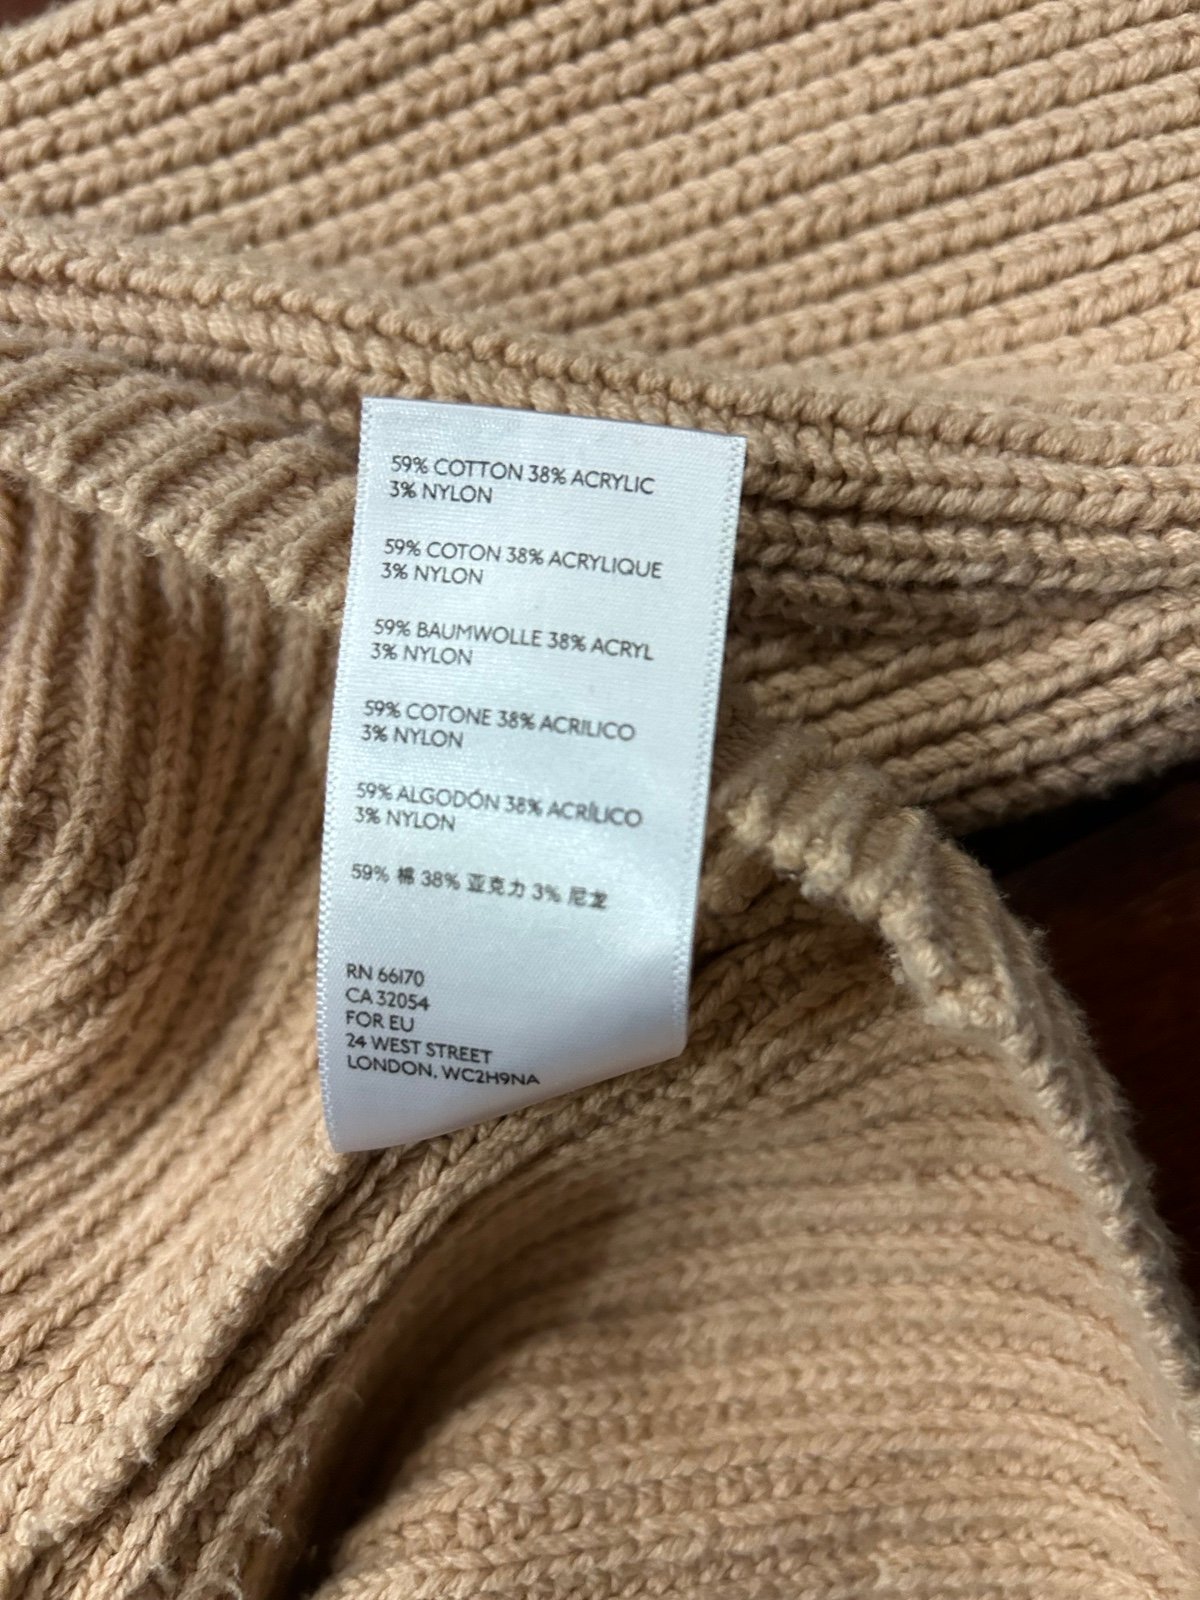 59% COTTON 38% ACRYLIC
3% NYLON
59% COTON 38% ACRYLIQUE
3% NYLON
59% BAUMWOLLE 38% ACRYL
3% NYLON
59% COTONE 38% ACRILICO
3% NYLON
59% ALGODÓN 38% ACRÍLICO
3% NYLON
59% 棉 38% 亚克力 3% 尼龙
RN 66170
CA 32054
FOR EU
24 WEST STREET
LONDON, WC2H9NA